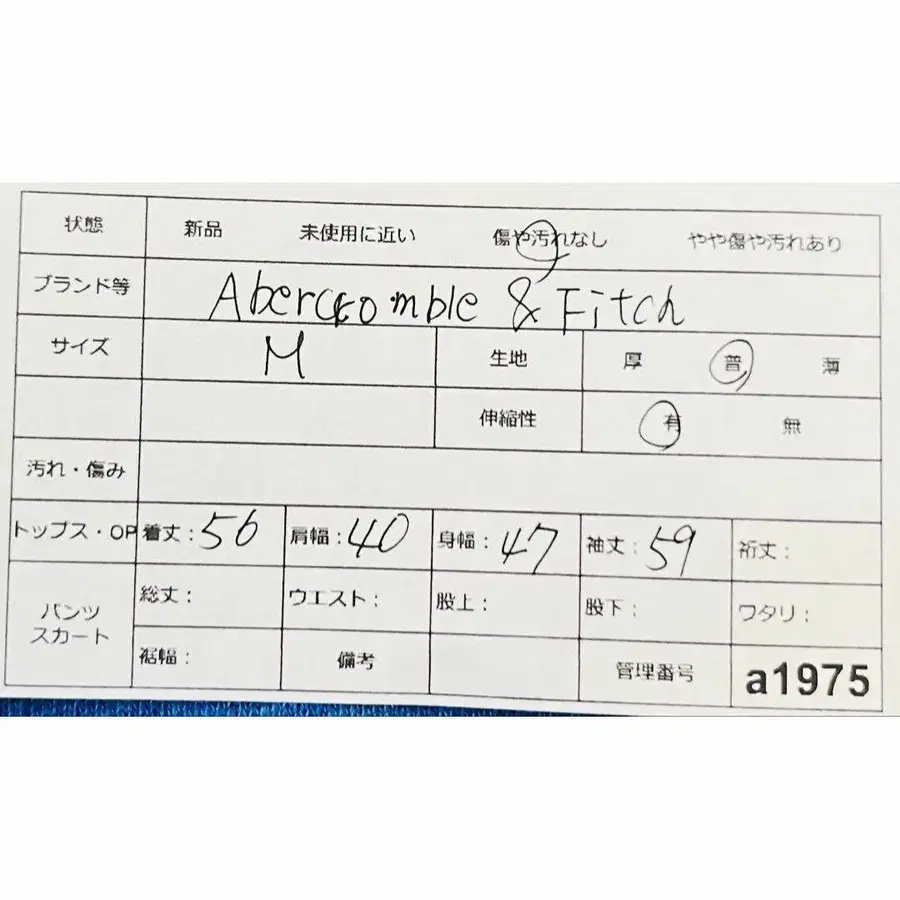 状態 新品 未使用に近い 傷や汚れなし やや傷や汚れあり
ブランド等 Abercromble & Fitch
サイズ M 生地 厚 普 薄
伸縮性 有 無
汚れ・傷み
トップス・OP 着丈：56 肩幅：40 身幅：47 袖丈：59 裄丈：
パンツ
スカート
総丈： ウエスト： 股上： 股下： ワタリ：
裾幅： 備考 管理番号 a1975